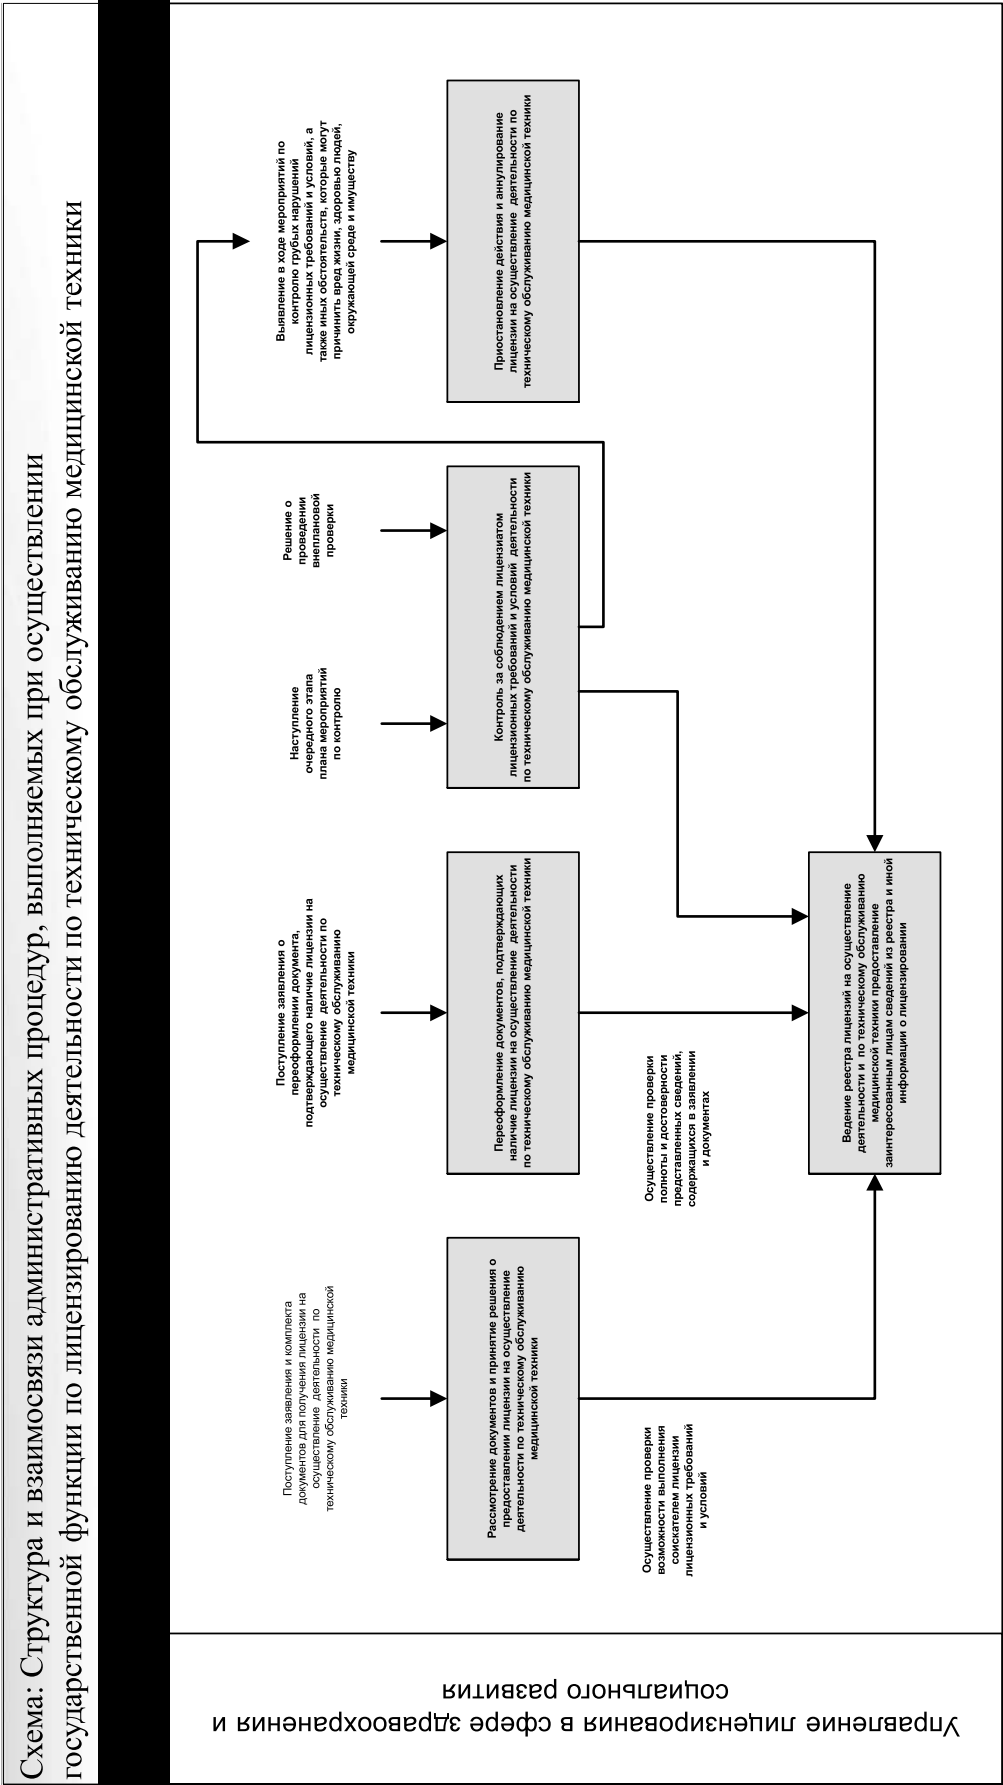 Схема: Структура и взаимосвязи административных процедур, выполняемых при осуществлении
государственной функции по лицензированию деятельности по техническому обслуживанию медицинской техники
Управление лицензирования в сфере здравоохранения и
социального развития
Поступление заявления и комплекта
документов для получения лицензии на
осуществление деятельности по
техническому обслуживанию медицинской
техники
Поступление заявления о
переоформлении документа,
подтверждающего наличие лицензии на
осуществление деятельности по
техническому обслуживанию
медицинской техники
Наступление
очередного этапа
плана мероприятий
по контролю
Решение о
проведении
внеплановой
проверки
Выявление в ходе мероприятий по
контролю грубых нарушений
лицензионных требований и условий, а
также иных обстоятельств, которые могут
причинить вред жизни, здоровью людей,
окружающей среде и имуществу
Рассмотрение документов и принятие решения о
предоставлении лицензии на осуществление
деятельности по техническому обслуживанию
медицинской техники
Переоформление документов, подтверждающих
наличие лицензии на осуществление деятельности
по техническому обслуживанию медицинской техники
Контроль за соблюдением лицензиатом
лицензионных требований и условий деятельности
по техническому обслуживанию медицинской техники
Приостановление действия и аннулирование
лицензии на осуществление деятельности по
техническому обслуживанию медицинской техники
Осуществление проверки
возможности выполнения
соискателем лицензии
лицензионных требований
и условий
Осуществление проверки
полноты и достоверности
представленных сведений,
содержащихся в заявлении
и документах
Ведение реестра лицензий на осуществление
деятельности и по техническому обслуживанию
медицинской техники предоставление
заинтересованным лицам сведений из реестра и иной
информации о лицензировании